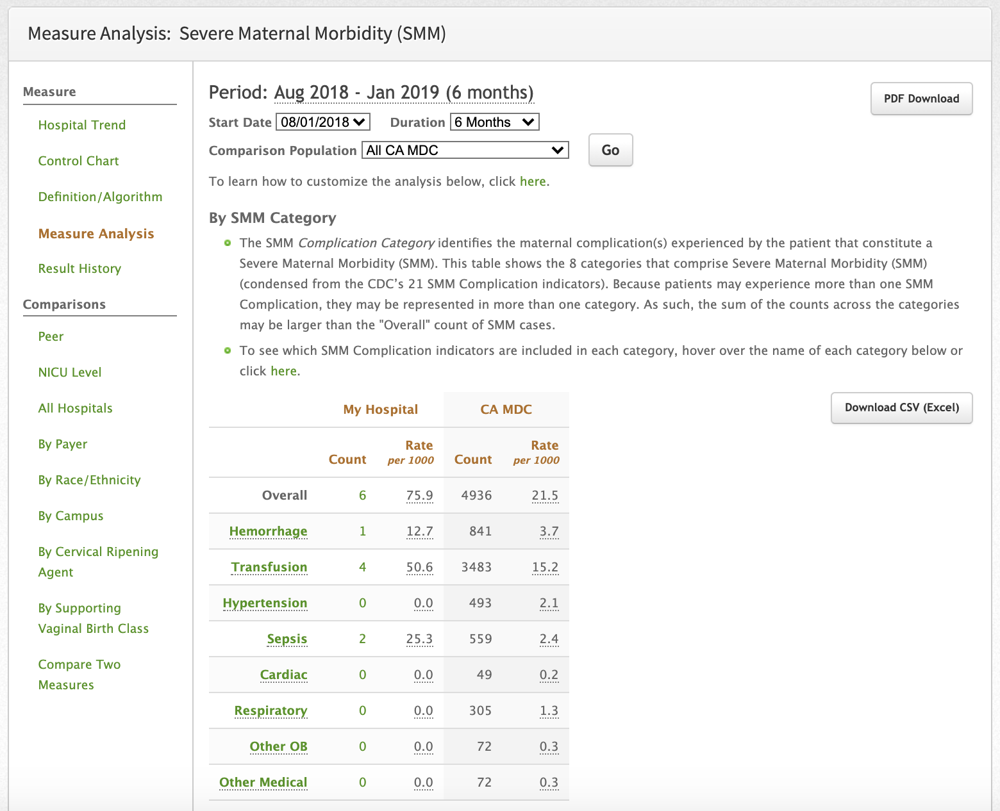 Measure Analysis:  Severe Maternal Morbidity (SMM)
Measure
Hospital Trend
Control Chart
Definition/Algorithm
Measure Analysis
Result History
Comparisons
Peer
NICU Level
All Hospitals
By Payer
By Race/Ethnicity
By Campus
By Cervical Ripening
Agent
By Supporting
Vaginal Birth Class
Compare Two
Measures
Period: Aug 2018 - Jan 2019 (6 months)
PDF Download
Start Date 08/01/2018 Duration 6 Months
Comparison Population All CA MDC Go
To learn how to customize the analysis below, click here.
By SMM Category
The SMM Complication Category identifies the maternal complication(s) experienced by the patient that constitute a
Severe Maternal Morbidity (SMM). This table shows the 8 categories that comprise Severe Maternal Morbidity (SMM)
(condensed from the CDC’s 21 SMM Complication indicators). Because patients may experience more than one SMM
Complication, they may be represented in more than one category. As such, the sum of the counts across the categories
may be larger than the "Overall" count of SMM cases.
To see which SMM Complication indicators are included in each category, hover over the name of each category below or
click here.
Download CSV (Excel)
My Hospital CA MDC
Count Rate per 1000 Count Rate per 1000
Overall 6 75.9 4936 21.5
Hemorrhage 1 12.7 841 3.7
Transfusion 4 50.6 3483 15.2
Hypertension 0 0.0 493 2.1
Sepsis 2 25.3 559 2.4
Cardiac 0 0.0 49 0.2
Respiratory 0 0.0 305 1.3
Other OB 0 0.0 72 0.3
Other Medical 0 0.0 72 0.3